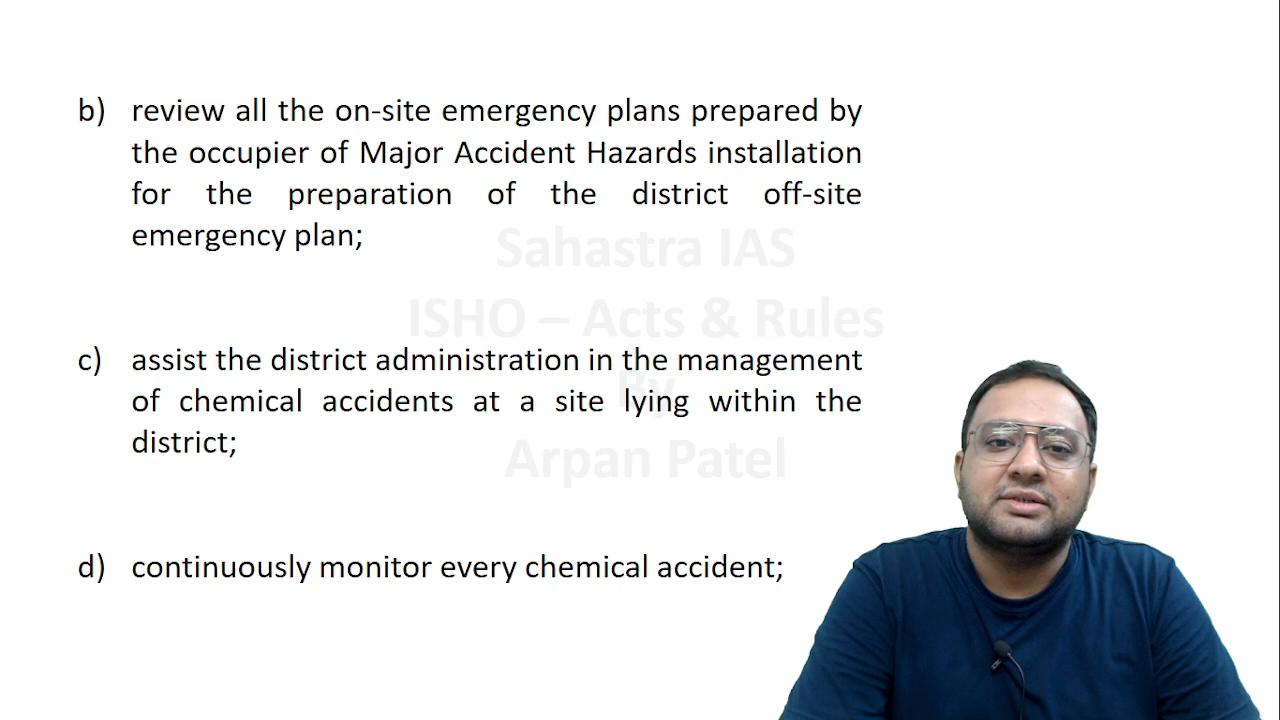 b) review all the on-site emergency plans prepared by
the occupier of Major Accident Hazards installation
for the preparation of the district off-site
emergency plan;
Sahastra IAS
ISHO – Acts & Rules
By
Arpan Patel
c) assist the district administration in the management
of chemical accidents at a site lying within the
district;
d) continuously monitor every chemical accident;